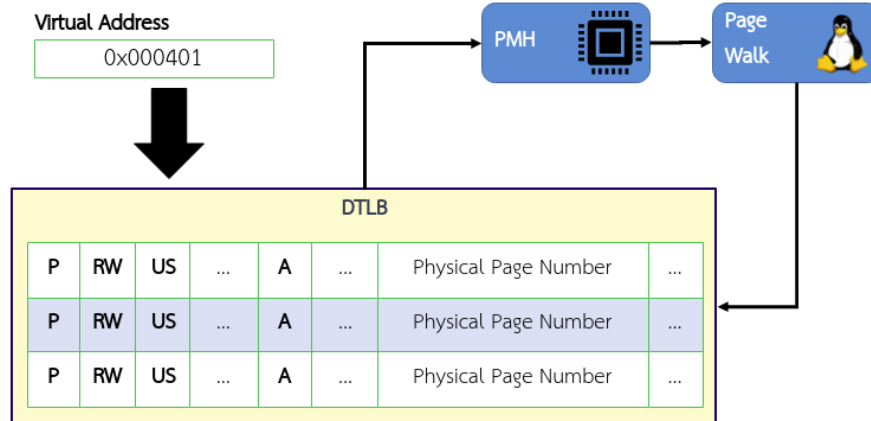 Virtual Address
0x000401
PMH
Page
Walk
DTLB
P RW US ... A ... Physical Page Number ...
P RW US ... A ... Physical Page Number ...
P RW US ... A ... Physical Page Number ...